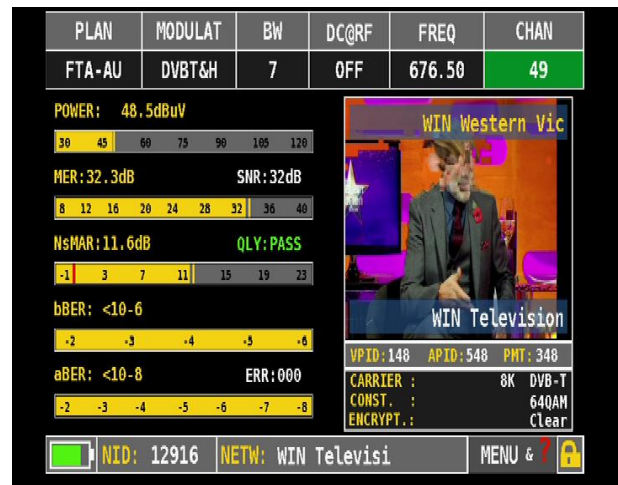 PLAN MODULAT BW DC@RF FREQ CHAN
FTA-AU DVBT&H 7 OFF 676.50 49
POWER: 48.5dBuV
30 45 60 75 90 105 120
MER:32.3dB SNR:32dB
8 12 16 20 24 28 32 36 40
NsMAR:11.6dB QLY:PASS
-1 3 7 11 15 19 23
bBER: <10-6
-2 -3 -4 -5 -6
aBER: <10-8 ERR:000
-2 -3 -4 -5 -6 -7 -8
WIN Western Vic
WIN Television
VPID:148 APID:548 PMT:348
CARRIER : 8K DVB-T
CONST. : 64QAM
ENCRYPT.: Clear
NID: 12916 NETW: WIN Televisi MENU & ?